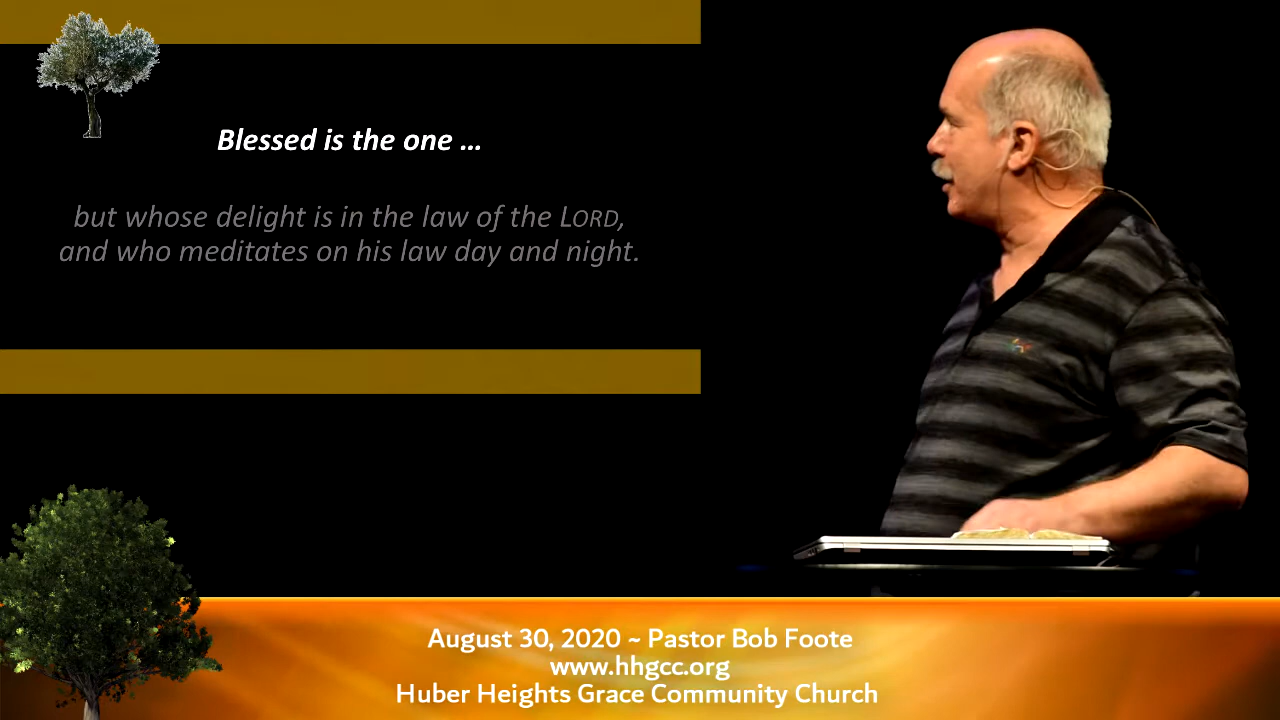 Blessed is the one ...
but whose delight is in the law of the LORD,
and who meditates on his law day and night.
August 30, 2020 ~ Pastor Bob Foote
www.hhgcc.org
Huber Heights Grace Community Church